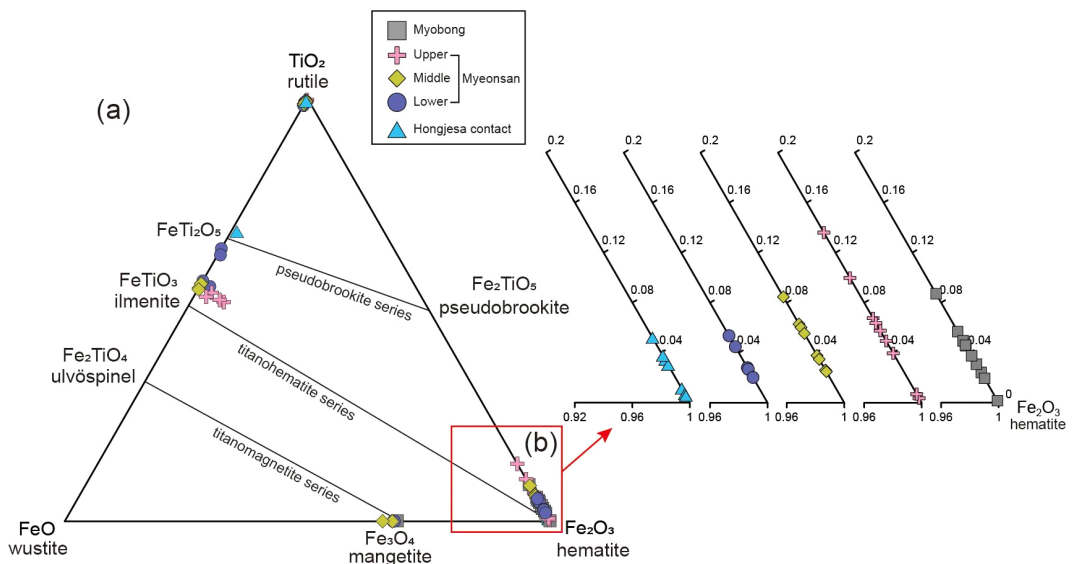 (a)
TiO₂
rutile
Myobong
Upper
Middle
Myeonsan
Lower
Hongjesa contact
FeTi₂O₅
FeTiO₃
ilmenite
Fe₂TiO₄
ulvöspinel
pseudobrookite series
Fe₂TiO₅
pseudobrookite
titanohematite series
titanomagnetite series
FeO
wustite
Fe₃O₄
mangetite
Fe₂O₃
hematite
(b)
0.2 0.2 0.2 0.2 0.2
0.16 0.16 0.16 0.16 0.16
0.12 0.12 0.12 0.12 0.12
0.08 0.08 0.08 0.08 0.08
0.04 0.04 0.04 0.04 0.04
0
0.92 0.96 1 0.96 1 0.96 1 0.96 1 0.96 1
Fe₂O₃
hematite